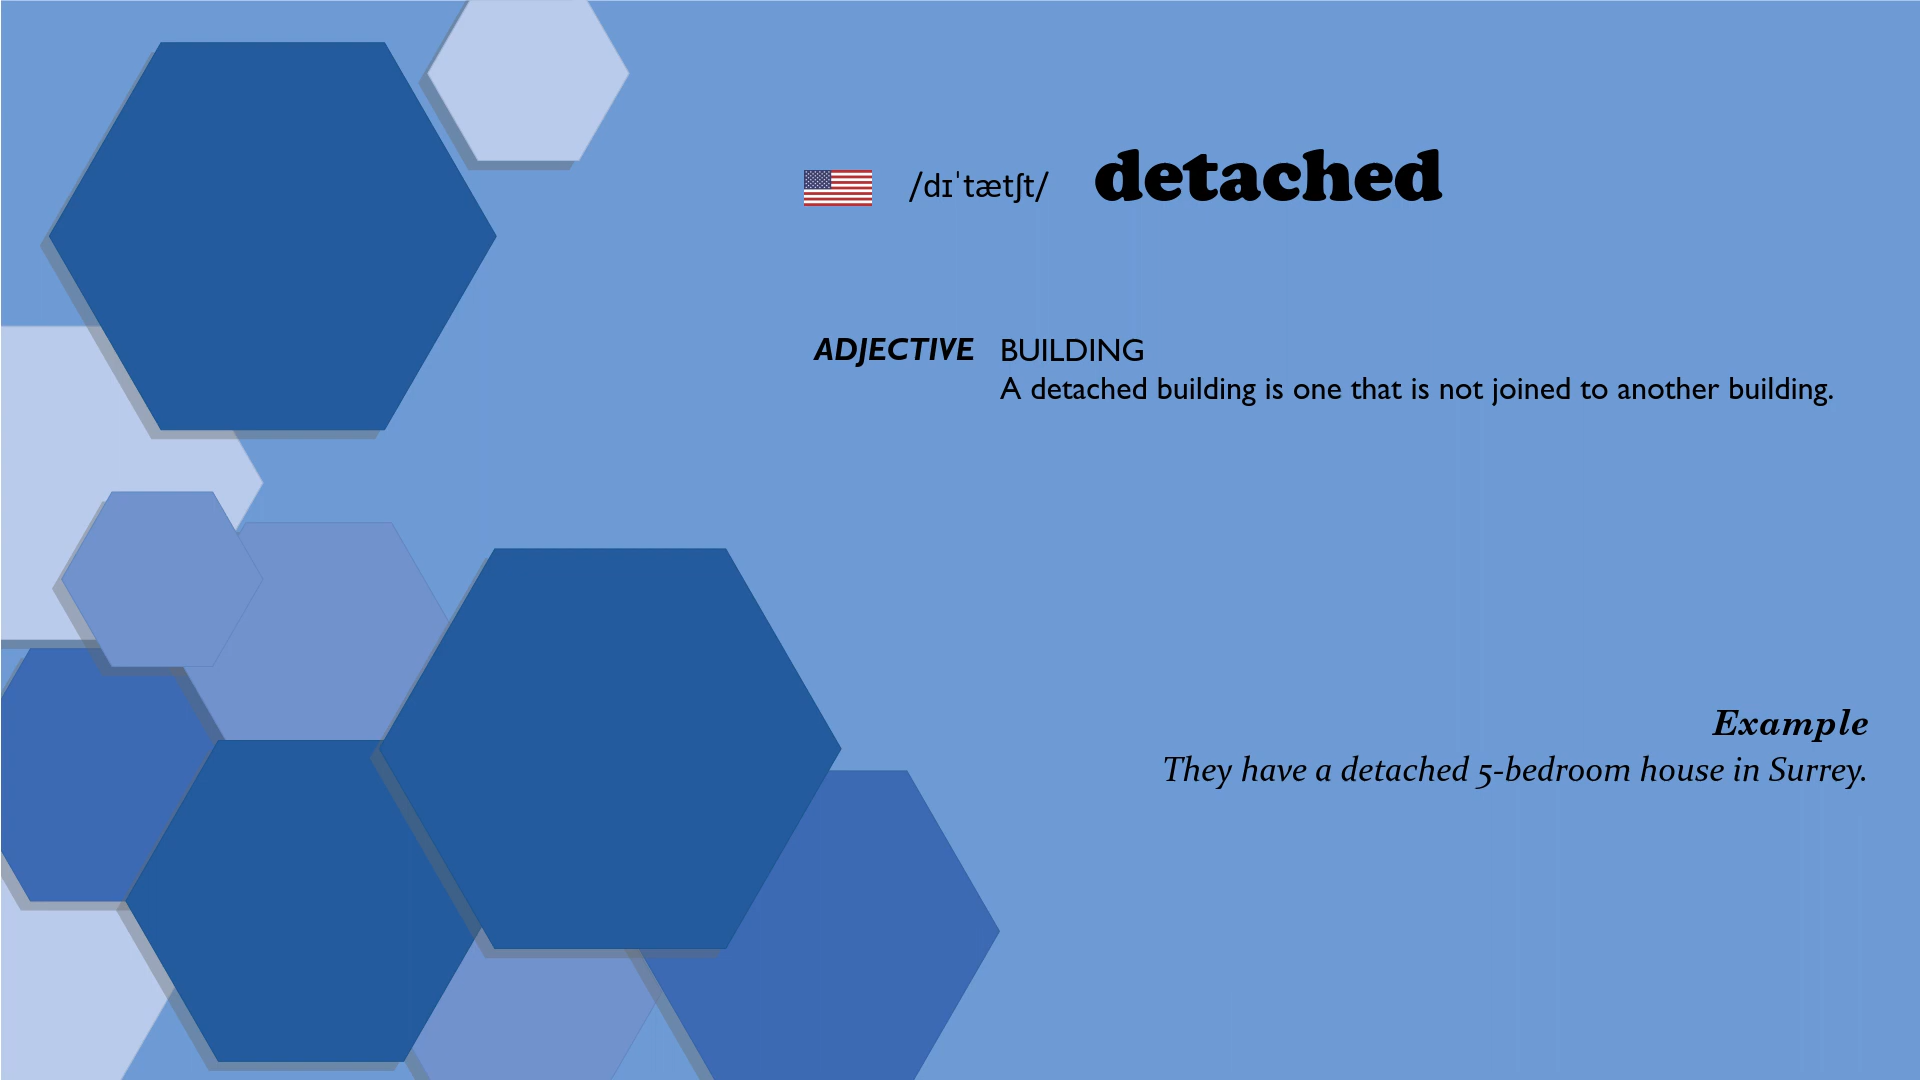 /dɪˈtætʃt/ detached
ADJECTIVE BUILDING
A detached building is one that is not joined to another building.
Example
They have a detached 5-bedroom house in Surrey.